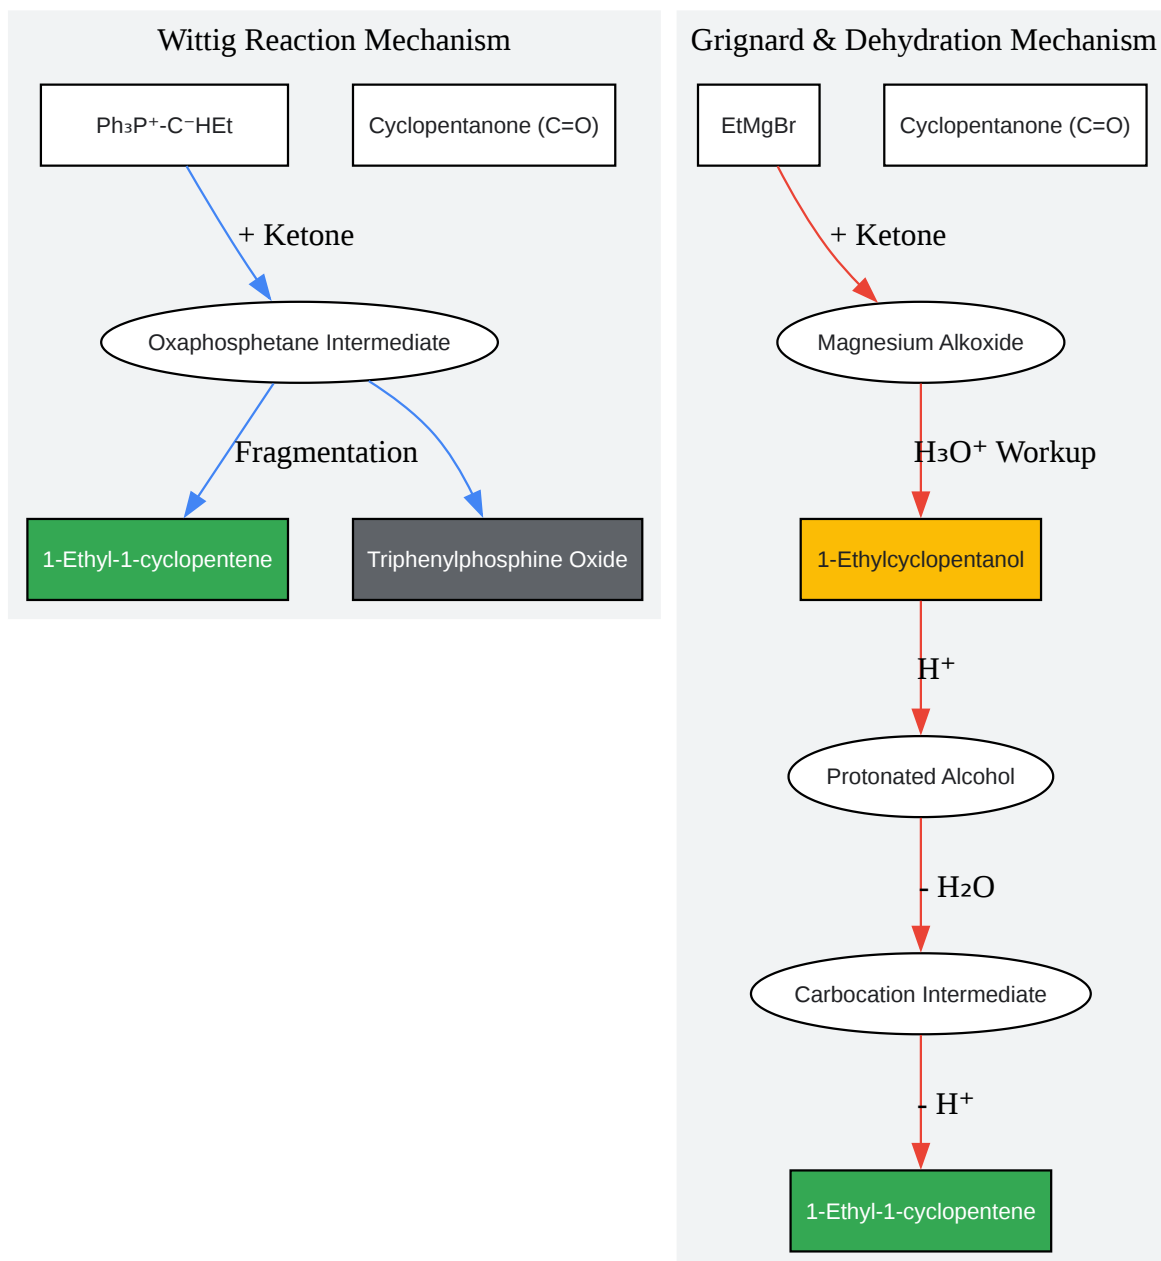 Wittig Reaction Mechanism
Ph₃P⁺-C⁻HEt
Cyclopentanone (C=O)
+ Ketone
Oxaphosphetane Intermediate
Fragmentation
1-Ethyl-1-cyclopentene
Triphenylphosphine Oxide
Grignard & Dehydration Mechanism
EtMgBr
Cyclopentanone (C=O)
+ Ketone
Magnesium Alkoxide
H₃O⁺ Workup
1-Ethylcyclopentanol
H⁺
Protonated Alcohol
- H₂O
Carbocation Intermediate
- H⁺
1-Ethyl-1-cyclopentene